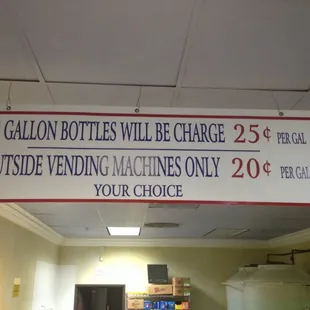 GALLON BOTTLES WILL BE CHARGE 25¢ PER GAL
UTSIDE VENDING MACHINES ONLY 20¢ PER GAL
YOUR CHOICE